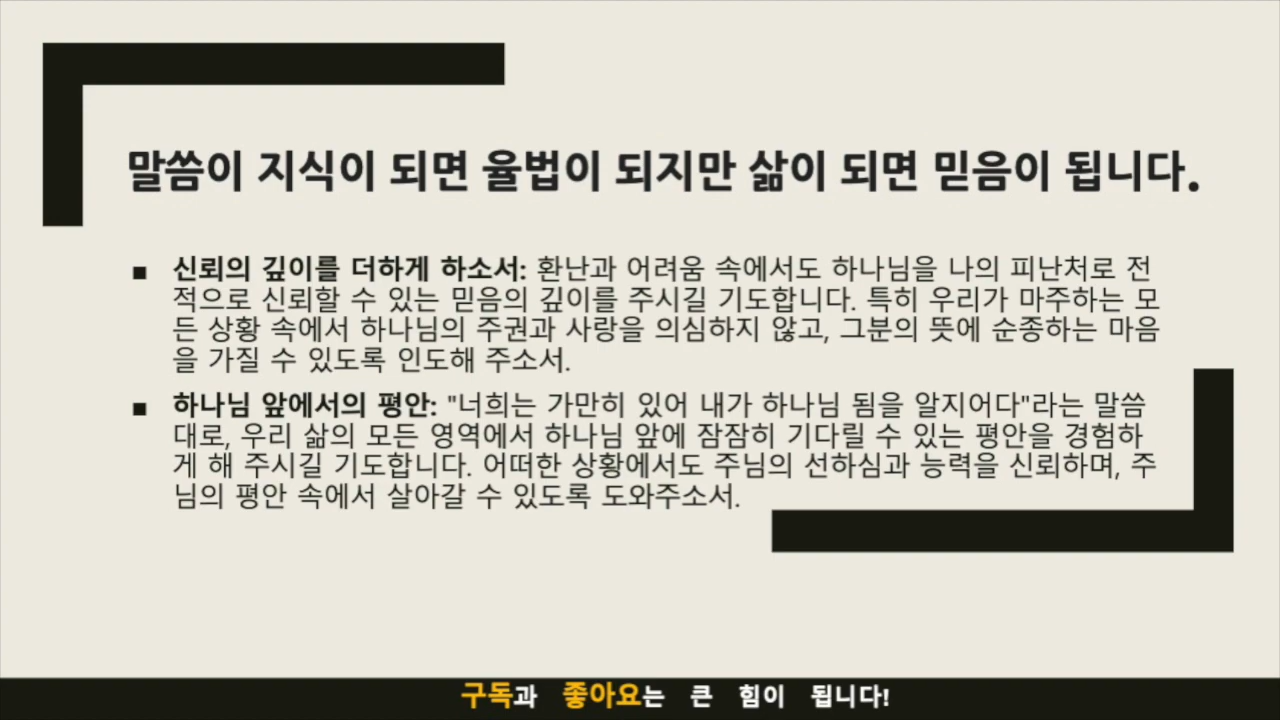 말씀이 지식이 되면 율법이 되지만 삶이 되면 믿음이 됩니다.
■ 신뢰의 깊이를 더하게 하소서: 환난과 어려움 속에서도 하나님을 나의 피난처로 전
적으로 신뢰할 수 있는 믿음의 깊이를 주시길 기도합니다. 특히 우리가 마주하는 모
든 상황 속에서 하나님의 주권과 사랑을 의심하지 않고, 그분의 뜻에 순종하는 마음
을 가질 수 있도록 인도해 주소서.
■ 하나님 앞에서의 평안: "너희는 가만히 있어 내가 하나님 됨을 알지어다"라는 말씀
대로, 우리 삶의 모든 영역에서 하나님 앞에 잠잠히 기다릴 수 있는 평안을 경험하
게 해 주시길 기도합니다. 어떠한 상황에서도 주님의 선하심과 능력을 신뢰하며, 주
님의 평안 속에서 살아갈 수 있도록 도와주소서.
구독과 좋아요는 큰 힘이 됩니다!